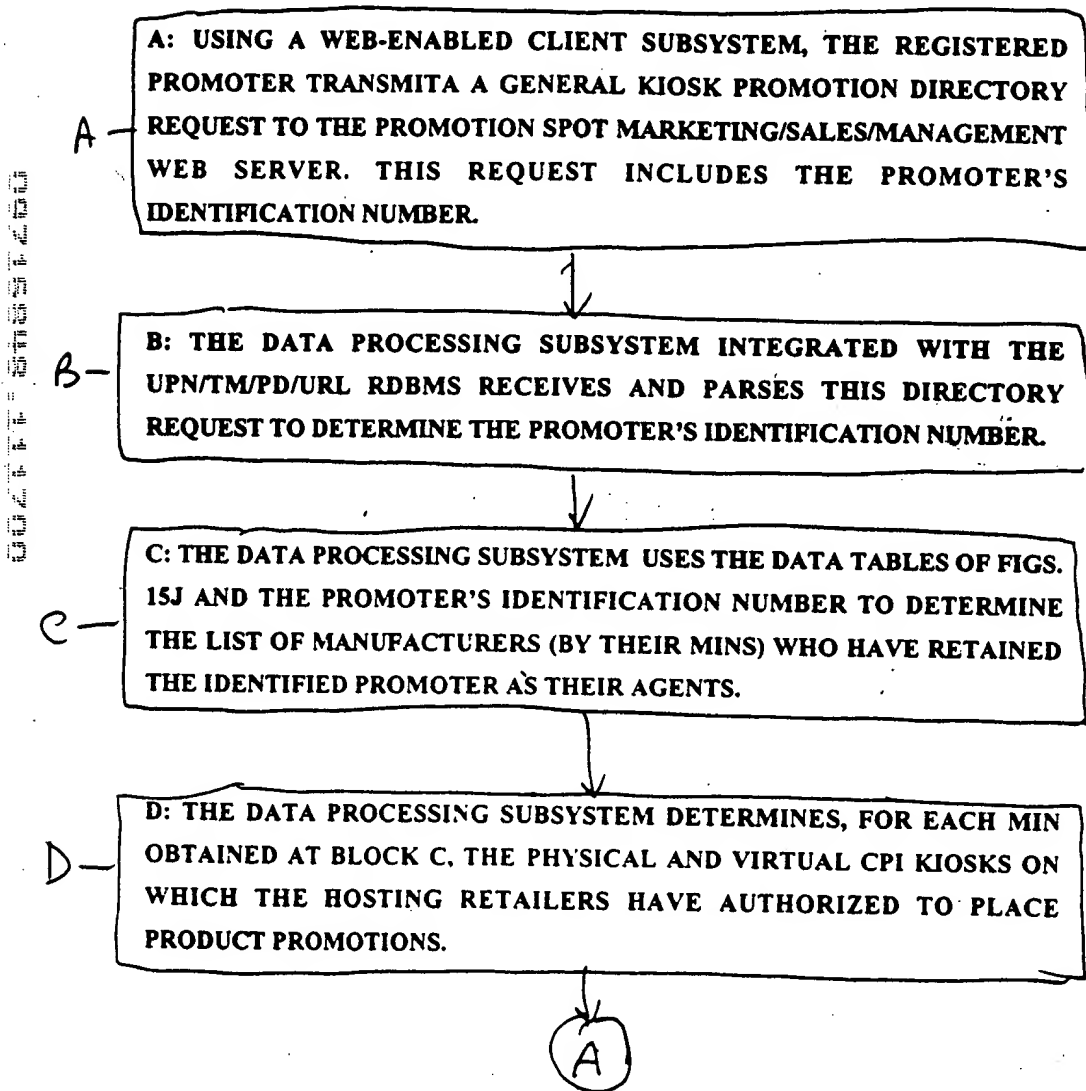 A: USING A WEB-ENABLED CLIENT SUBSYSTEM, THE REGISTERED
PROMOTER TRANSMITA A GENERAL KIOSK PROMOTION DIRECTORY
A
REQUEST TO THE PROMOTION SPOT MARKETING/SALES/MANAGEMENT
WEB SERVER. THIS REQUEST INCLUDES THE PROMOTER'S
IDENTIFICATION NUMBER.
B: THE DATA PROCESSING SUBSYSTEM INTEGRATED WITH THE
B
UPN/TM/PD/URL RDBMS RECEIVES AND PARSES THIS DIRECTORY
REQUEST TO DETERMINE THE PROMOTER'S IDENTIFICATION NUMBER.
C: THE DATA PROCESSING SUBSYSTEM USES THE DATA TABLES OF FIGS.
15J AND THE PROMOTER'S IDENTIFICATION NUMBER TO DETERMINE
C
THE LIST OF MANUFACTURERS (BY THEIR MINS) WHO HAVE RETAINED
THE IDENTIFIED PROMOTER AS THEIR AGENTS.
D: THE DATA PROCESSING SUBSYSTEM DETERMINES, FOR EACH MIN
D
OBTAINED AT BLOCK C, THE PHYSICAL AND VIRTUAL CPI KIOSKS ON
WHICH THE HOSTING RETAILERS HAVE AUTHORIZED TO PLACE
PRODUCT PROMOTIONS.
A